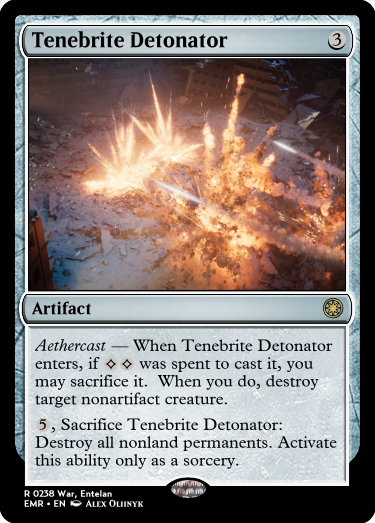 Tenebrite Detonator 3
Artifact
Aethercast — When Tenebrite Detonator
enters, if was spent to cast it, you
may sacrifice it. When you do, destroy
target nonartifact creature.
5, Sacrifice Tenebrite Detonator:
Destroy all nonland permanents. Activate
this ability only as a sorcery.
R 0238 War, Entelan
EMR • EN Alex Oliinyk